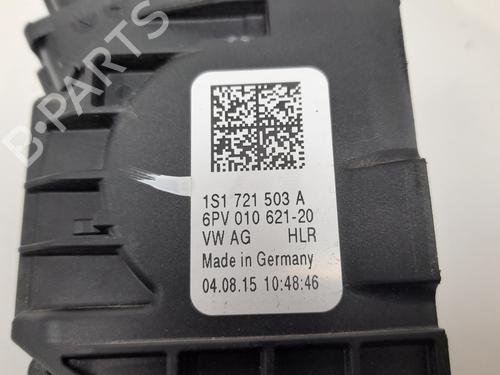 B-PARTS
1S1 721 503 A
6PV 010 621-20
VW AG HLR
Made in Germany
04.08.15 10:48:46